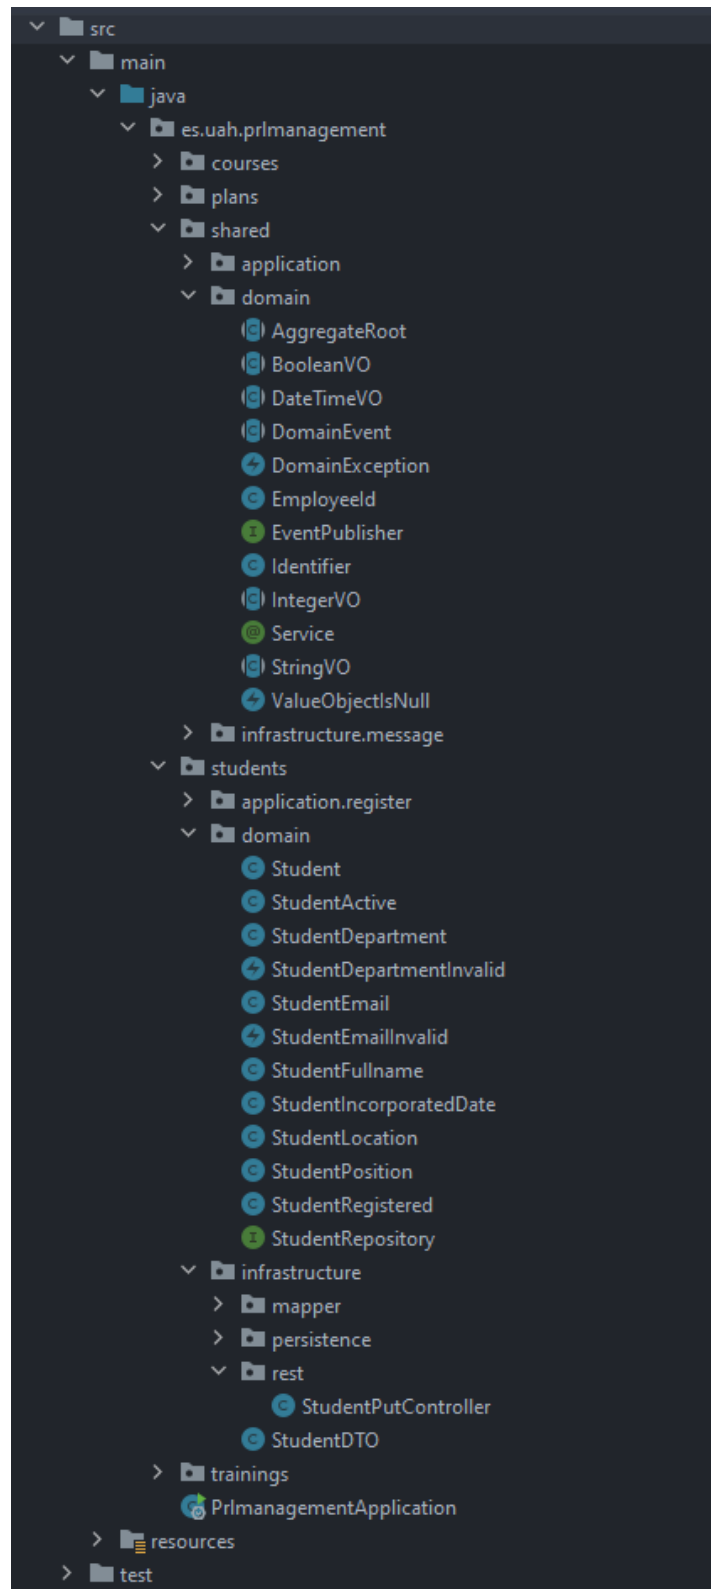 src
main
java
es.uah.prlmanagement
courses
plans
shared
application
domain
AggregateRoot
BooleanVO
DateTimeVO
DomainEvent
DomainException
EmployeeId
EventPublisher
Identifier
IntegerVO
Service
StringVO
ValueObjectIsNull
infrastructure.message
students
application.register
domain
Student
StudentActive
StudentDepartment
StudentDepartmentInvalid
StudentEmail
StudentEmailInvalid
StudentFullname
StudentIncorporatedDate
StudentLocation
StudentPosition
StudentRegistered
StudentRepository
infrastructure
mapper
persistence
rest
StudentPutController
StudentDTO
trainings
PrlmanagementApplication
resources
test